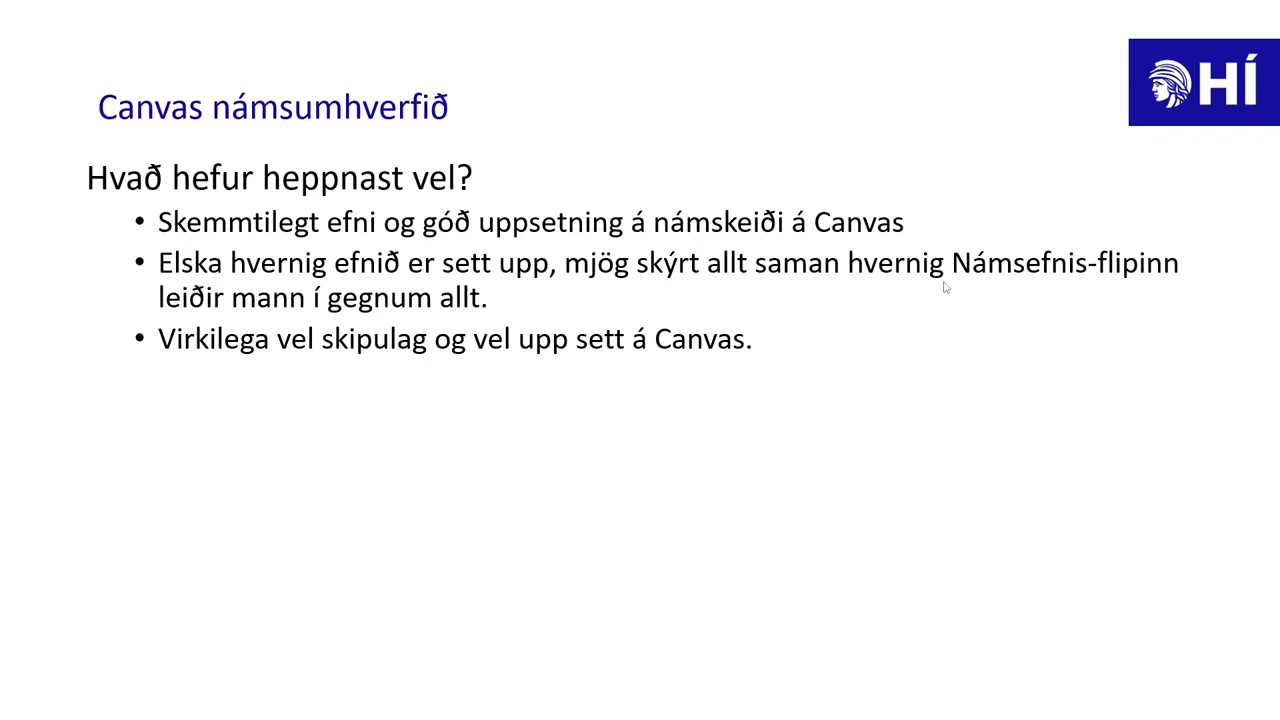 HÍ
Canvas námsumhverfið
Hvað hefur heppnast vel?
• Skemmtilegt efni og góð uppsetning á námskeiði á Canvas
• Elska hvernig efnið er sett upp, mjög skýrt allt saman hvernig Námsefnis-flipinn
leiðir mann í gegnum allt.
• Virkilega vel skipulag og vel upp sett á Canvas.